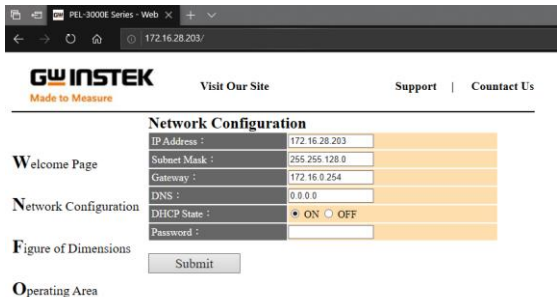 PEL-3000E Series - Web
172.16.28.203/
GW INSTEK
Made to Measure
Visit Our Site
Support | Countact Us
Network Configuration
IP Address : 172.16.28.203
Subnet Mask : 255.255.128.0
Gateway : 172.16.0.254
DNS : 0.0.0.0
DHCP State : ON OFF
Password :
Submit
Welcome Page
Network Configuration
Figure of Dimensions
Operating Area